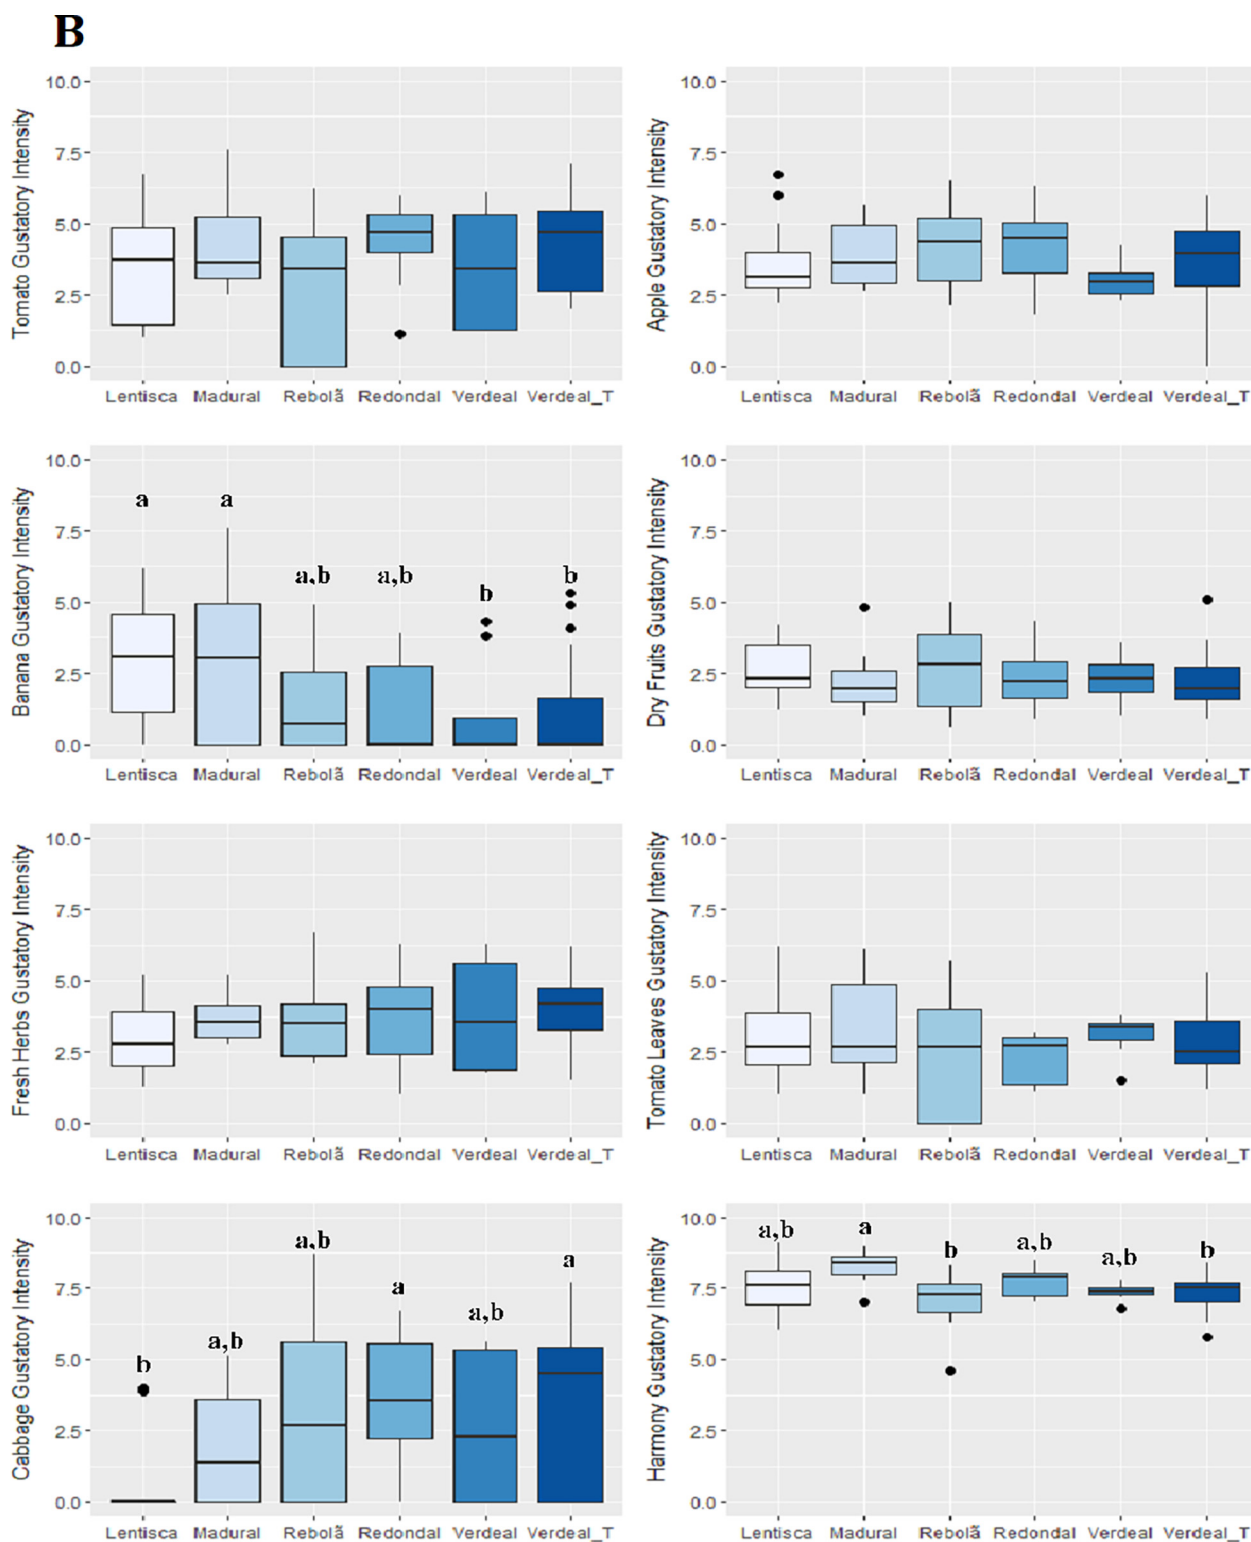 B
Tomato Gustatory Intensity
10.0
7.5
5.0
2.5
0.0
Lentisca Madural Rebolã Redondal Verdeal Verdeal_T
Apple Gustatory Intensity
10.0
7.5
5.0
2.5
0.0
Lentisca Madural Rebolã Redondal Verdeal Verdeal_T
Banana Gustatory Intensity
10.0
7.5
5.0
2.5
0.0
a a a,b a,b b b
Lentisca Madural Rebolã Redondal Verdeal Verdeal_T
Dry Fruits Gustatory Intensity
10.0
7.5
5.0
2.5
0.0
Lentisca Madural Rebolã Redondal Verdeal Verdeal_T
Fresh Herbs Gustatory Intensity
10.0
7.5
5.0
2.5
0.0
Lentisca Madural Rebolã Redondal Verdeal Verdeal_T
Tomato Leaves Gustatory Intensity
10.0
7.5
5.0
2.5
0.0
Lentisca Madural Rebolã Redondal Verdeal Verdeal_T
Cabbage Gustatory Intensity
10.0
7.5
5.0
2.5
0.0
b a,b a,b a a,b a
Lentisca Madural Rebolã Redondal Verdeal Verdeal_T
Harmony Gustatory Intensity
10.0
7.5
5.0
2.5
0.0
a,b a b a,b a,b b
Lentisca Madural Rebolã Redondal Verdeal Verdeal_T